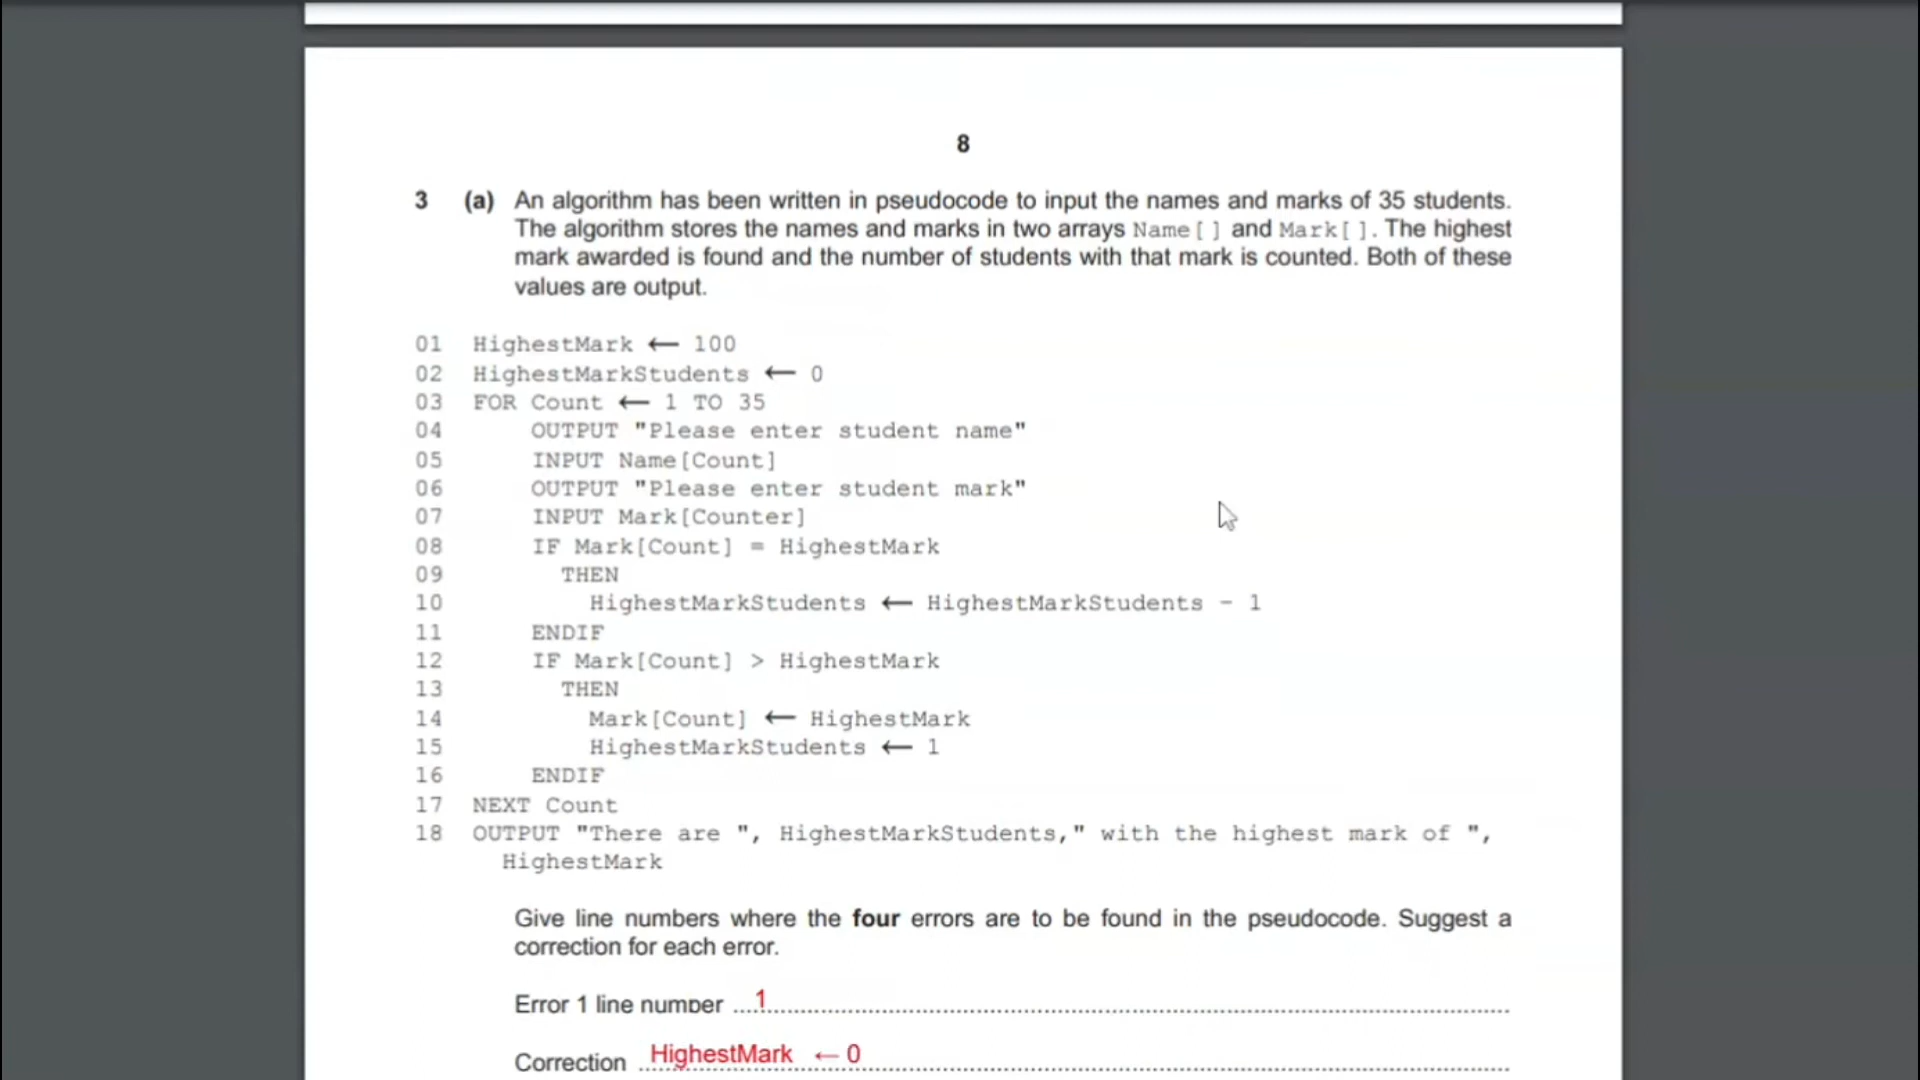 8
3 (a) An algorithm has been written in pseudocode to input the names and marks of 35 students.
The algorithm stores the names and marks in two arrays Name[] and Mark[]. The highest
mark awarded is found and the number of students with that mark is counted. Both of these
values are output.
01 HighestMark ← 100
02 HighestMarkStudents ← 0
03 FOR Count ← 1 TO 35
04 OUTPUT "Please enter student name"
05 INPUT Name[Count]
06 OUTPUT "Please enter student mark"
07 INPUT Mark[Counter]
08 IF Mark[Count] = HighestMark
09 THEN
10 HighestMarkStudents ← HighestMarkStudents - 1
11 ENDIF
12 IF Mark[Count] > HighestMark
13 THEN
14 Mark[Count] ← HighestMark
15 HighestMarkStudents ← 1
16 ENDIF
17 NEXT Count
18 OUTPUT "There are ", HighestMarkStudents," with the highest mark of ",
HighestMark
Give line numbers where the four errors are to be found in the pseudocode. Suggest a
correction for each error.
Error 1 line number 1
Correction HighestMark ← 0